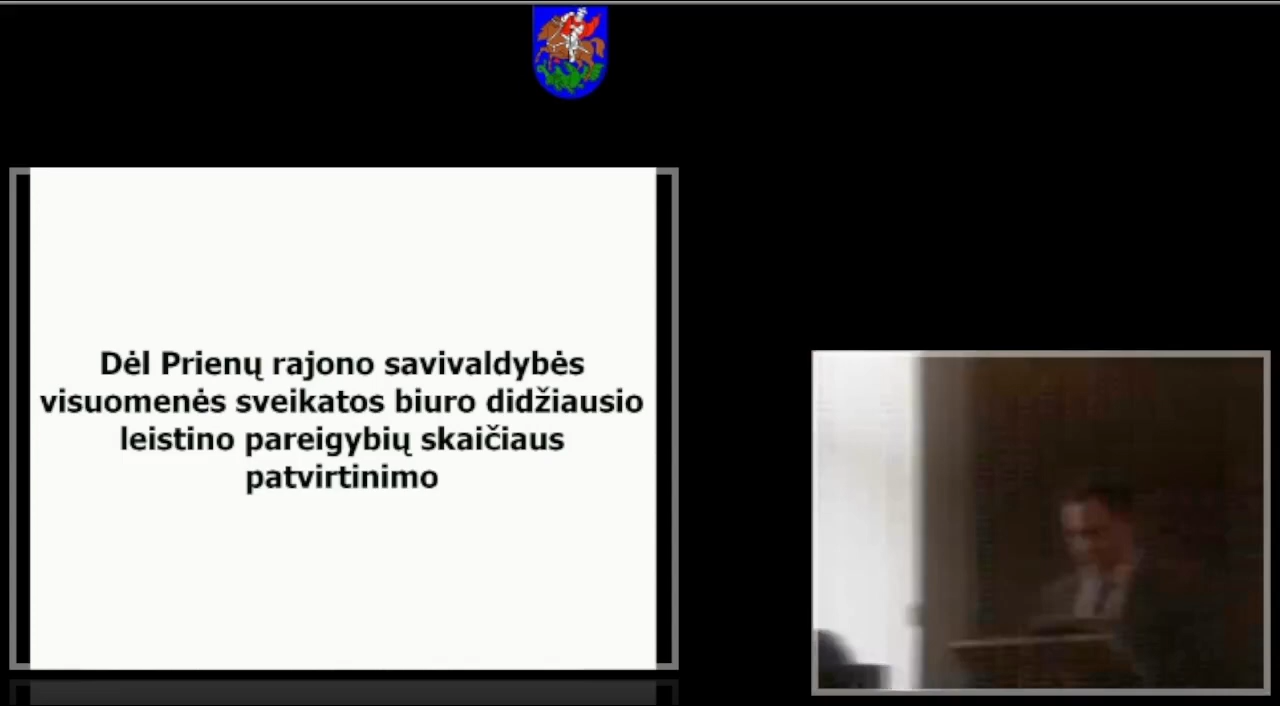 Dėl Prienų rajono savivaldybės
visuomenės sveikatos biuro didžiausio
leistino pareigybių skaičiaus
patvirtinimo